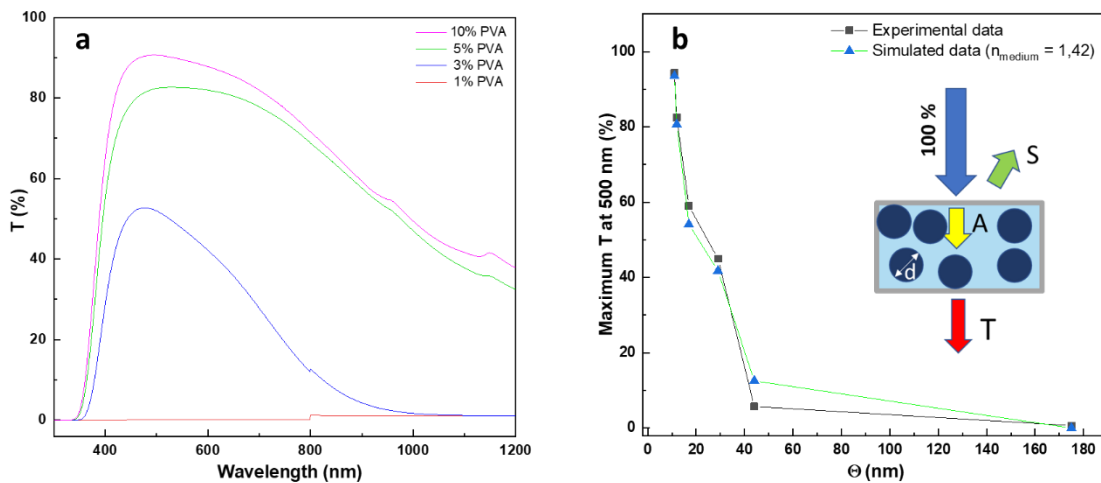 a
10% PVA
5% PVA
3% PVA
1% PVA
T (%)
100
80
60
40
20
0
400
600
800
1000
1200
Wavelength (nm)
b
Experimental data
Simulated data (nmedium = 1,42)
Maximum T at 500 nm (%)
100
80
60
40
20
0
100 %
S
A
d
T
0
20
40
60
80
100
120
140
160
180
Θ (nm)